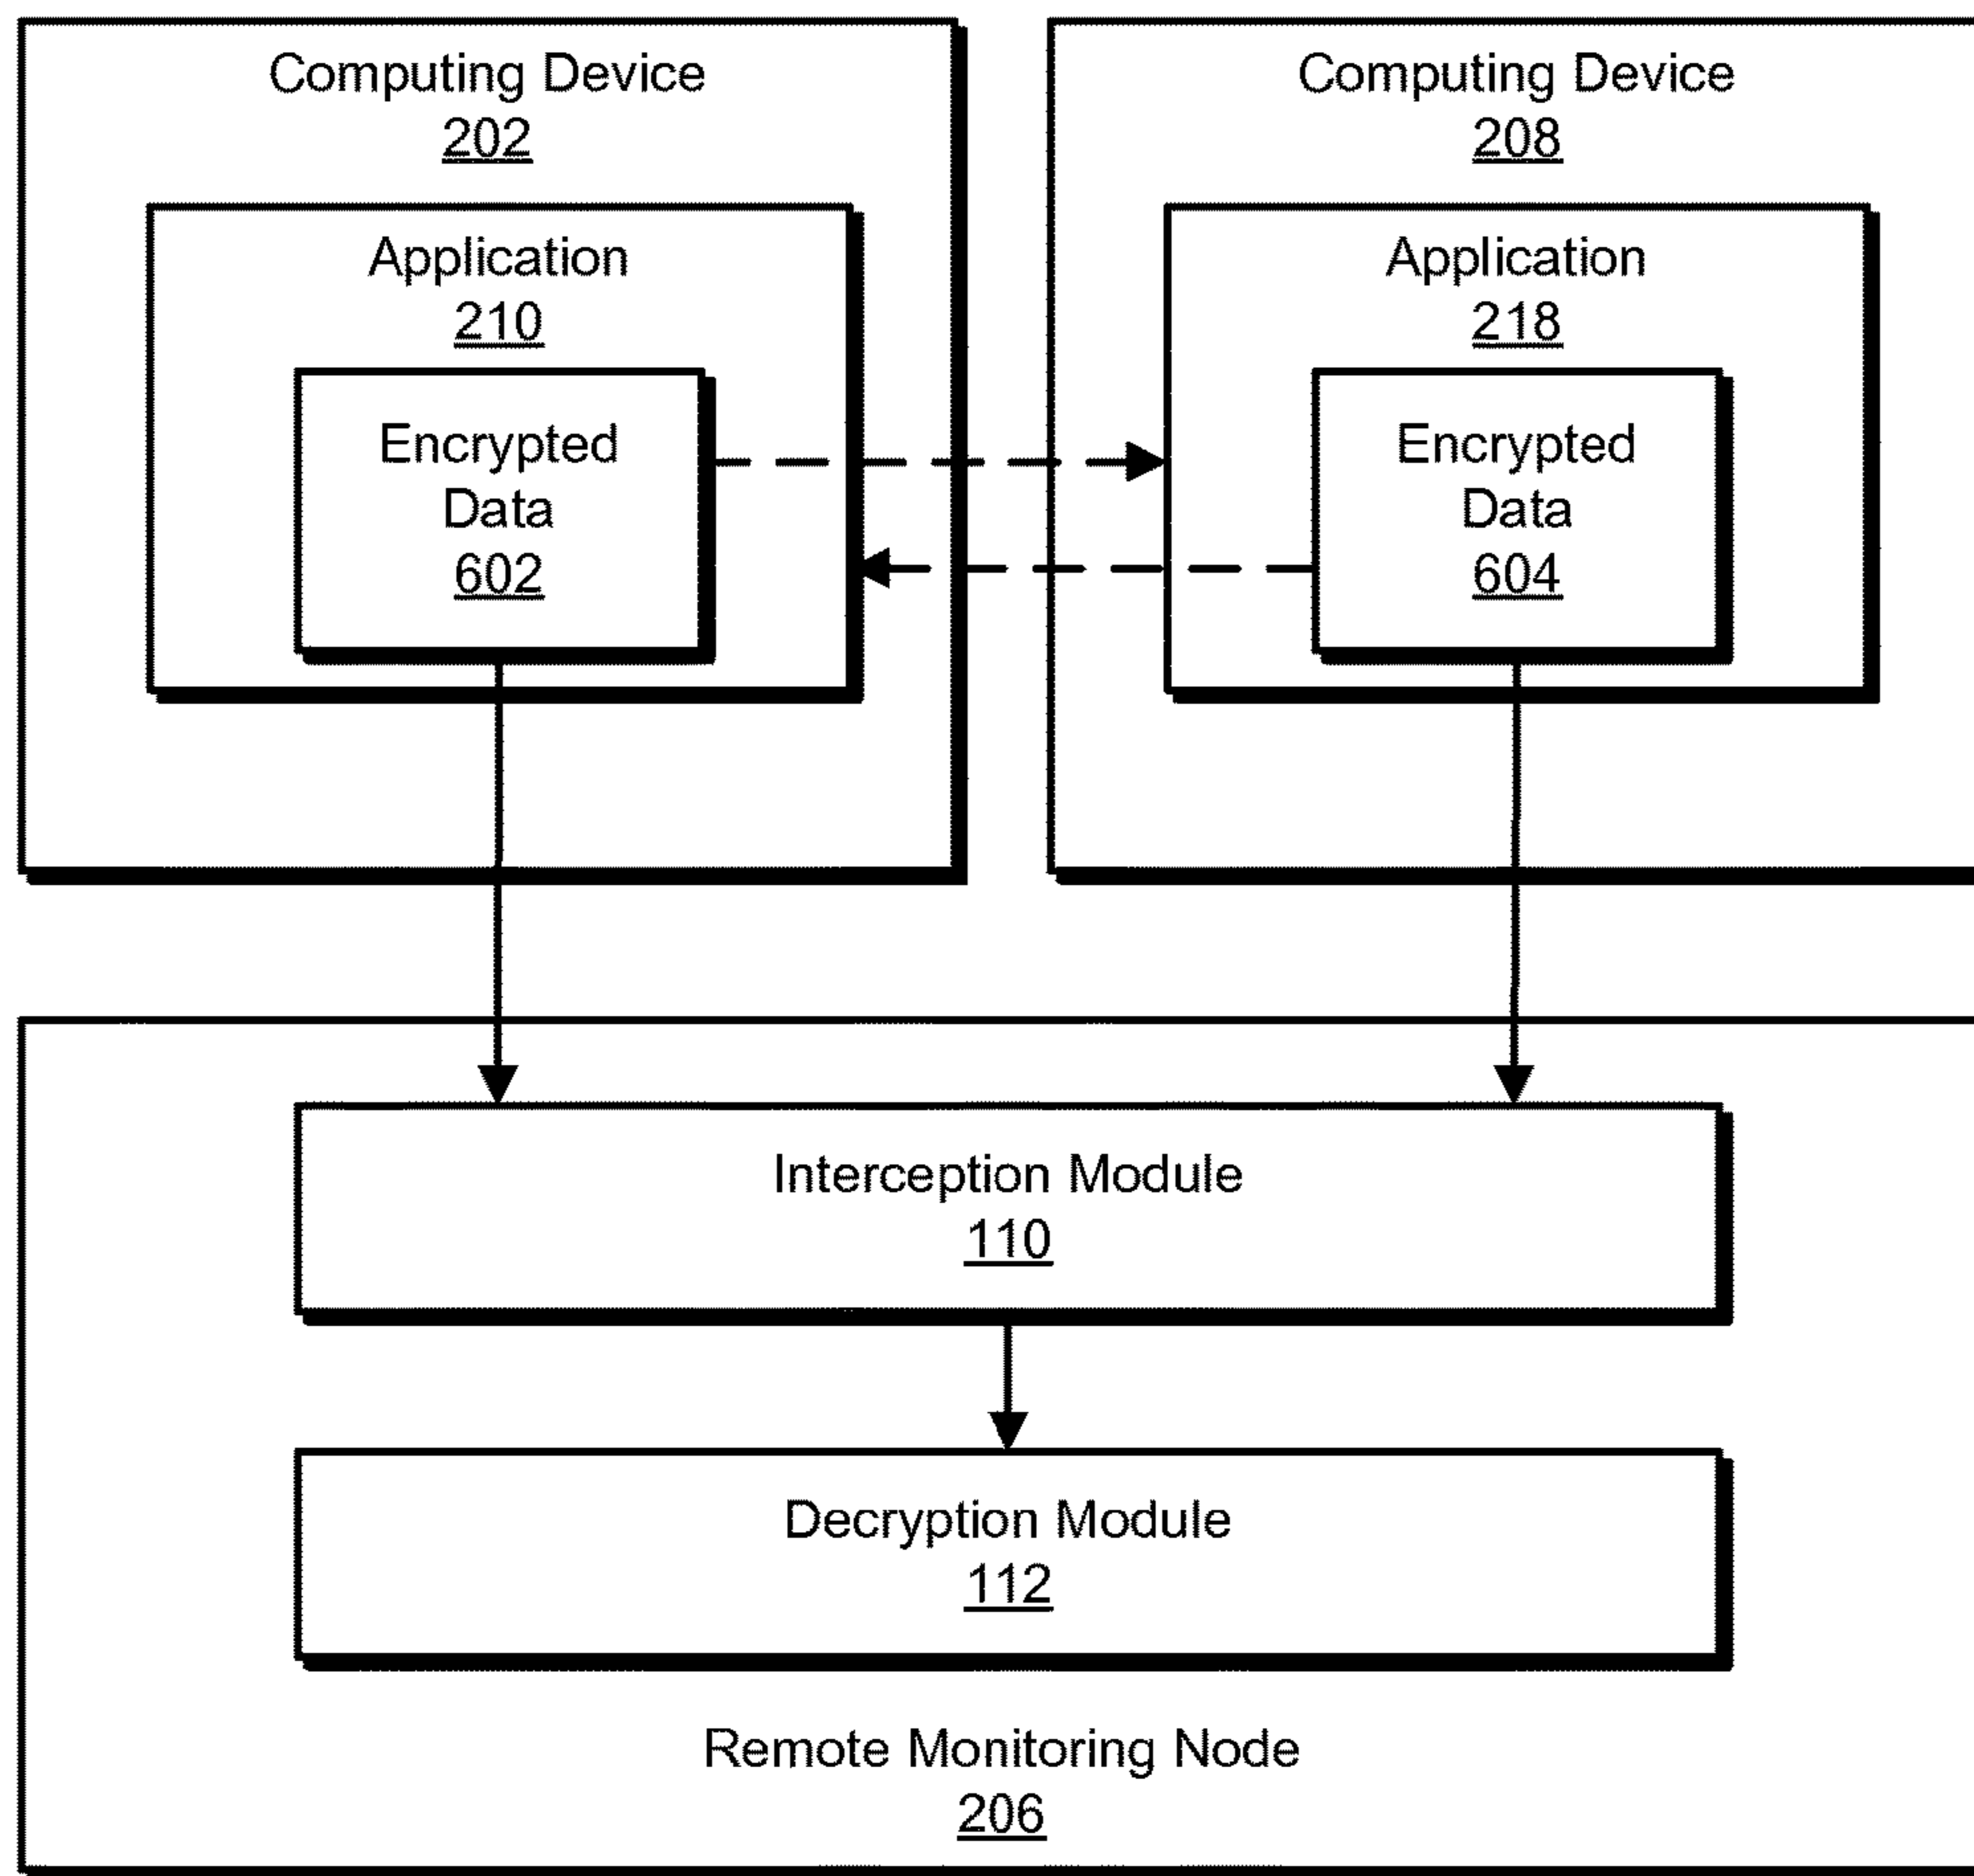 Computing Device
202
Application
210
Encrypted
Data
602
Computing Device
208
Application
218
Encrypted
Data
604
Interception Module
110
Decryption Module
112
Remote Monitoring Node
206